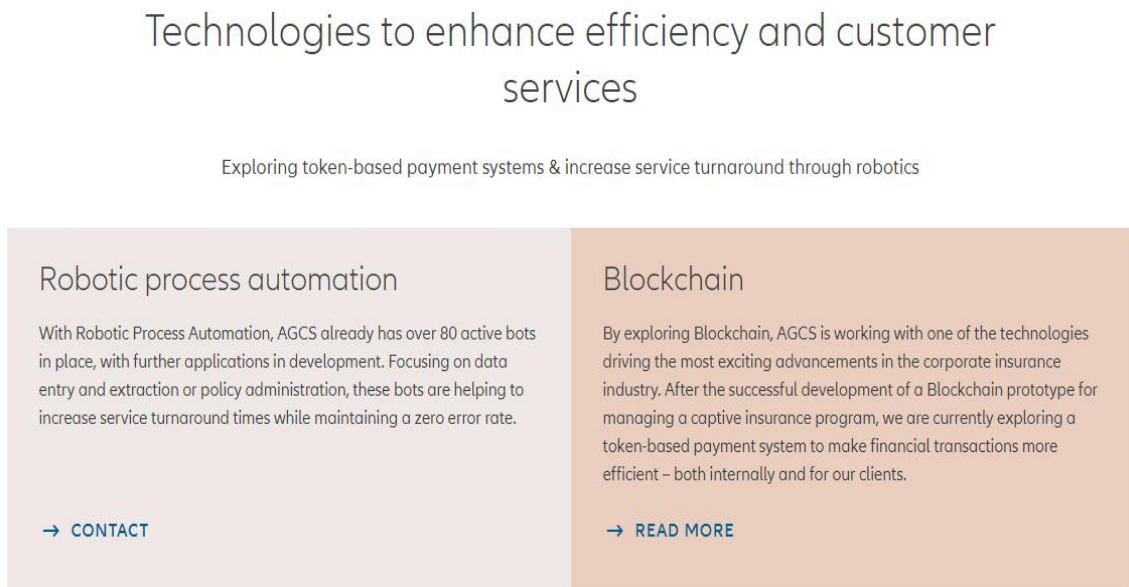 Technologies to enhance efficiency and customer
services
Exploring token-based payment systems & increase service turnaround through robotics
Robotic process automation
With Robotic Process Automation, AGCS already has over 80 active bots
in place, with further applications in development. Focusing on data
entry and extraction or policy administration, these bots are helping to
increase service turnaround times while maintaining a zero error rate.
→ CONTACT
Blockchain
By exploring Blockchain, AGCS is working with one of the technologies
driving the most exciting advancements in the corporate insurance
industry. After the successful development of a Blockchain prototype for
managing a captive insurance program, we are currently exploring a
token-based payment system to make financial transactions more
efficient – both internally and for our clients.
→ READ MORE